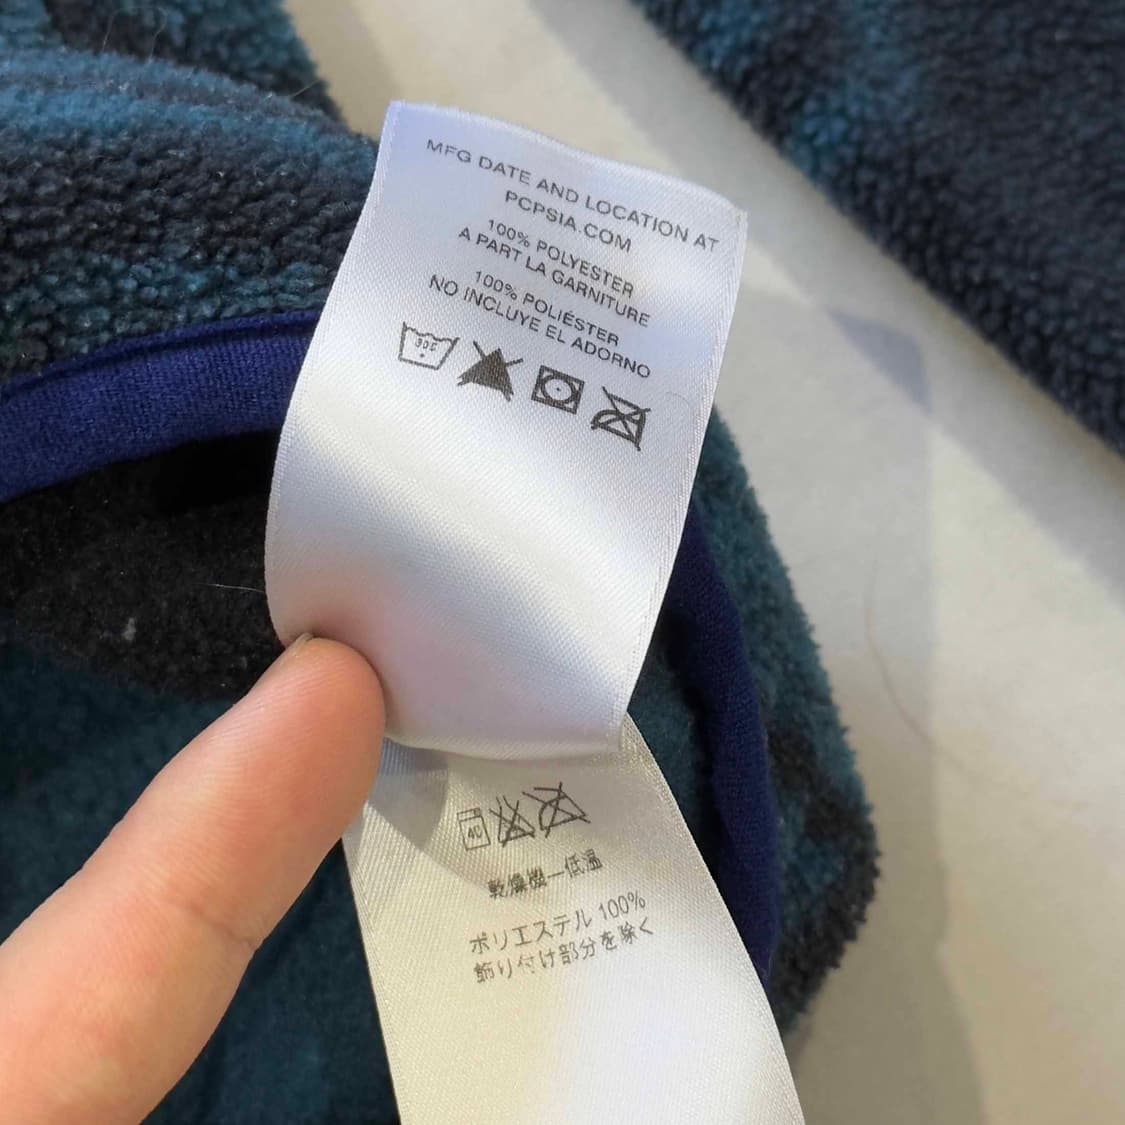 MFG DATE AND LOCATION AT
PCPSIA.COM
100% POLYESTER
A PART LA GARNITURE
100% POLIÉSTER
NO INCLUYE EL ADORNO
30C
40
乾燥機一低温
ポリエステル 100%
飾り付け部分を除く